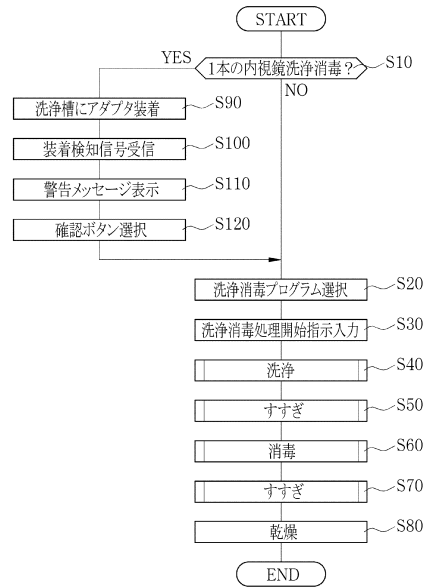 START
1本の内視鏡洗浄消毒？
S10
YES
NO
洗浄槽にアダプタ装着
S90
装着検知信号受信
S100
警告メッセージ表示
S110
確認ボタン選択
S120
洗浄消毒プログラム選択
S20
洗浄消毒処理開始指示入力
S30
洗浄
S40
すすぎ
S50
消毒
S60
すすぎ
S70
乾燥
S80
END